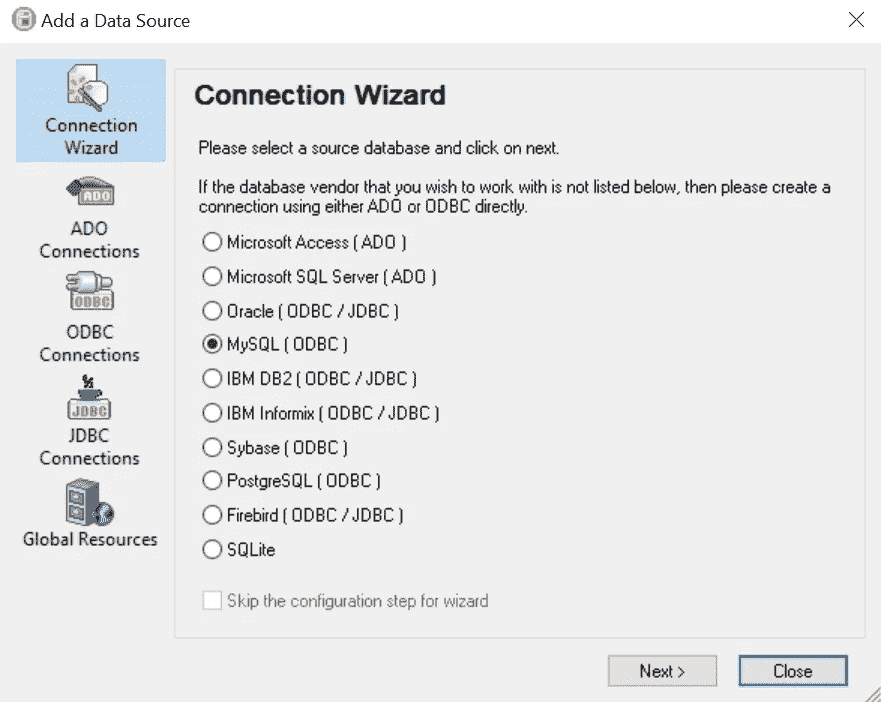 Add a Data Source
Connection
Wizard
ADO
ADO
Connections
ODBC
ODBC
Connections
JDBC
JDBC
Connections
Global Resources
Connection Wizard
Please select a source database and click on next.
If the database vendor that you wish to work with is not listed below, then please create a
connection using either ADO or ODBC directly.
Microsoft Access ( ADO )
Microsoft SQL Server ( ADO )
Oracle ( ODBC / JDBC )
MySQL ( ODBC )
IBM DB2 ( ODBC / JDBC )
IBM Informix ( ODBC / JDBC )
Sybase ( ODBC )
PostgreSQL ( ODBC )
Firebird ( ODBC / JDBC )
SQLite
Skip the configuration step for wizard
Next >
Close